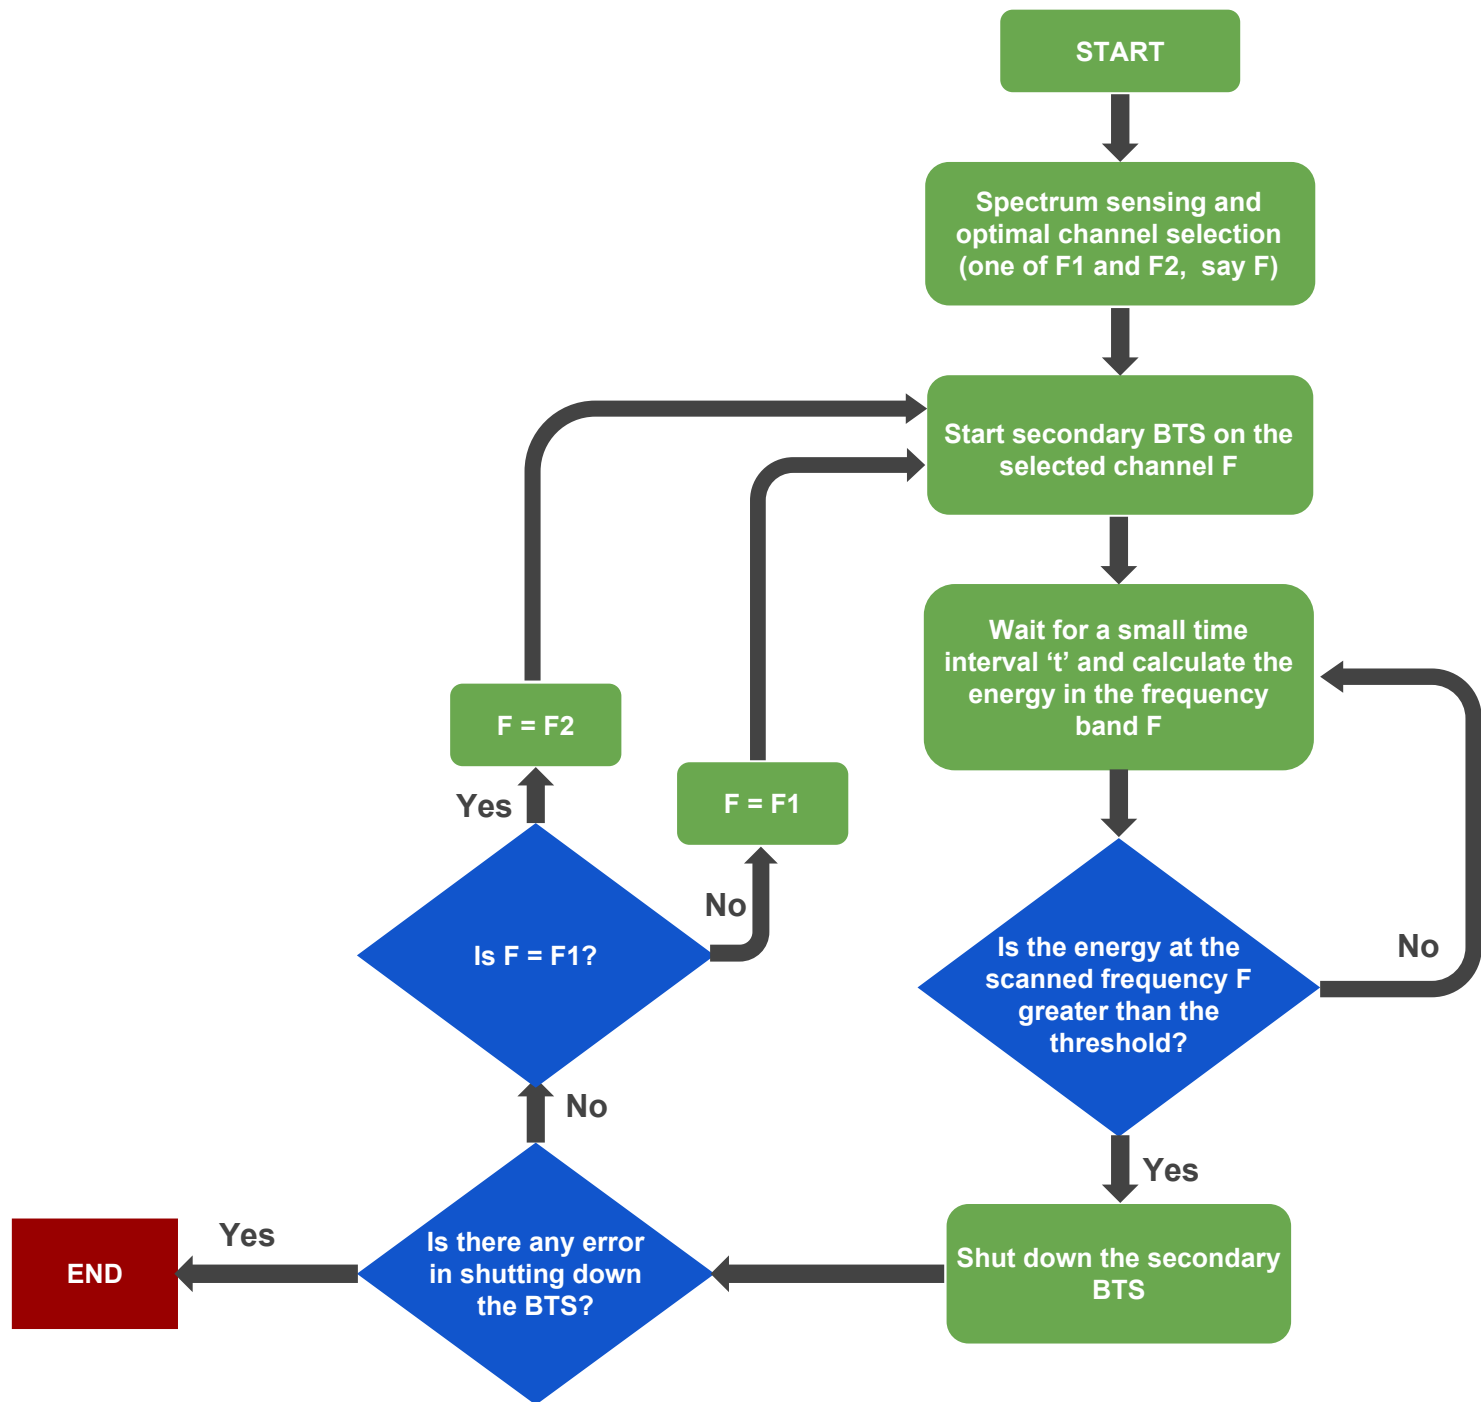 START
Spectrum sensing and
optimal channel selection
(one of F1 and F2,  say F)
Start secondary BTS on the
selected channel F
Wait for a small time
interval ‘t’ and calculate the
energy in the frequency
band F
F = F2
F = F1
Yes
No
Is F = F1?
Is the energy at the
scanned frequency F
greater than the
threshold?
No
No
Yes
Yes
Is there any error
in shutting down
the BTS?
Shut down the secondary
BTS
END